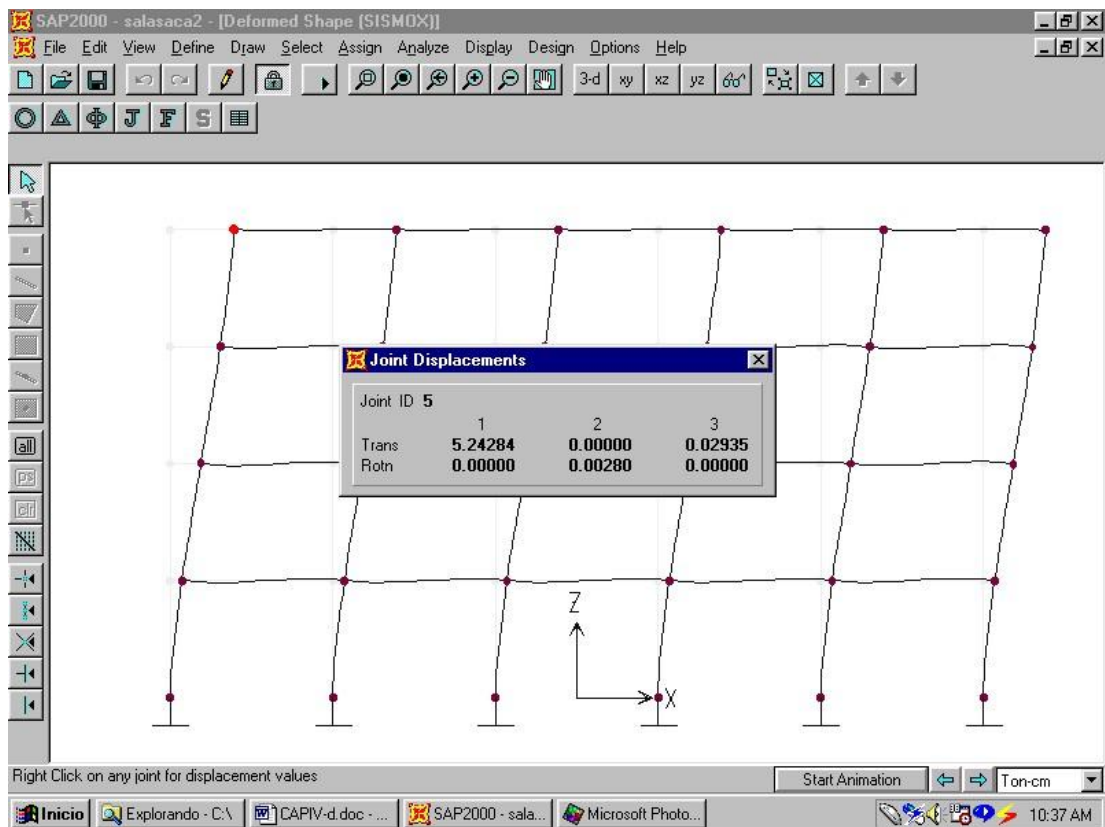 SAP2000 - salasaca2 - [Deformed Shape (SISMOX)]
File Edit View Define Draw Select Assign Analyze Display Design Options Help
3-d xy xz yz
J F S
all
ps
clr
Joint Displacements
Joint ID 5
1 2 3
Trans 5.24284 0.00000 0.02935
Rotn 0.00000 0.00280 0.00000
Z
X
Right Click on any joint for displacement values
Start Animation
Ton-cm
Inicio
Explorando - C:\
CAPIV-d.doc - ...
SAP2000 - sala...
Microsoft Photo...
10:37 AM